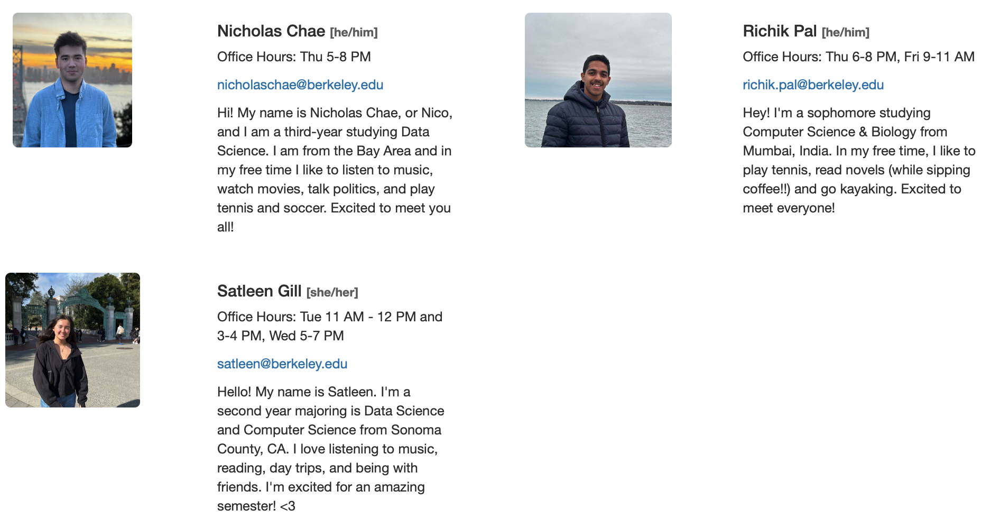 Nicholas Chae [he/him]
Office Hours: Thu 5-8 PM
nicholaschae@berkeley.edu
Hi! My name is Nicholas Chae, or Nico,
and I am a third-year studying Data
Science. I am from the Bay Area and in
my free time I like to listen to music,
watch movies, talk politics, and play
tennis and soccer. Excited to meet you
all!
Richik Pal [he/him]
Office Hours: Thu 6-8 PM, Fri 9-11 AM
richik.pal@berkeley.edu
Hey! I'm a sophomore studying
Computer Science & Biology from
Mumbai, India. In my free time, I like to
play tennis, read novels (while sipping
coffee!!) and go kayaking. Excited to
meet everyone!
Satleen Gill [she/her]
Office Hours: Tue 11 AM - 12 PM and
3-4 PM, Wed 5-7 PM
satleen@berkeley.edu
Hello! My name is Satleen. I'm a
second year majoring is Data Science
and Computer Science from Sonoma
County, CA. I love listening to music,
reading, day trips, and being with
friends. I'm excited for an amazing
semester! <3